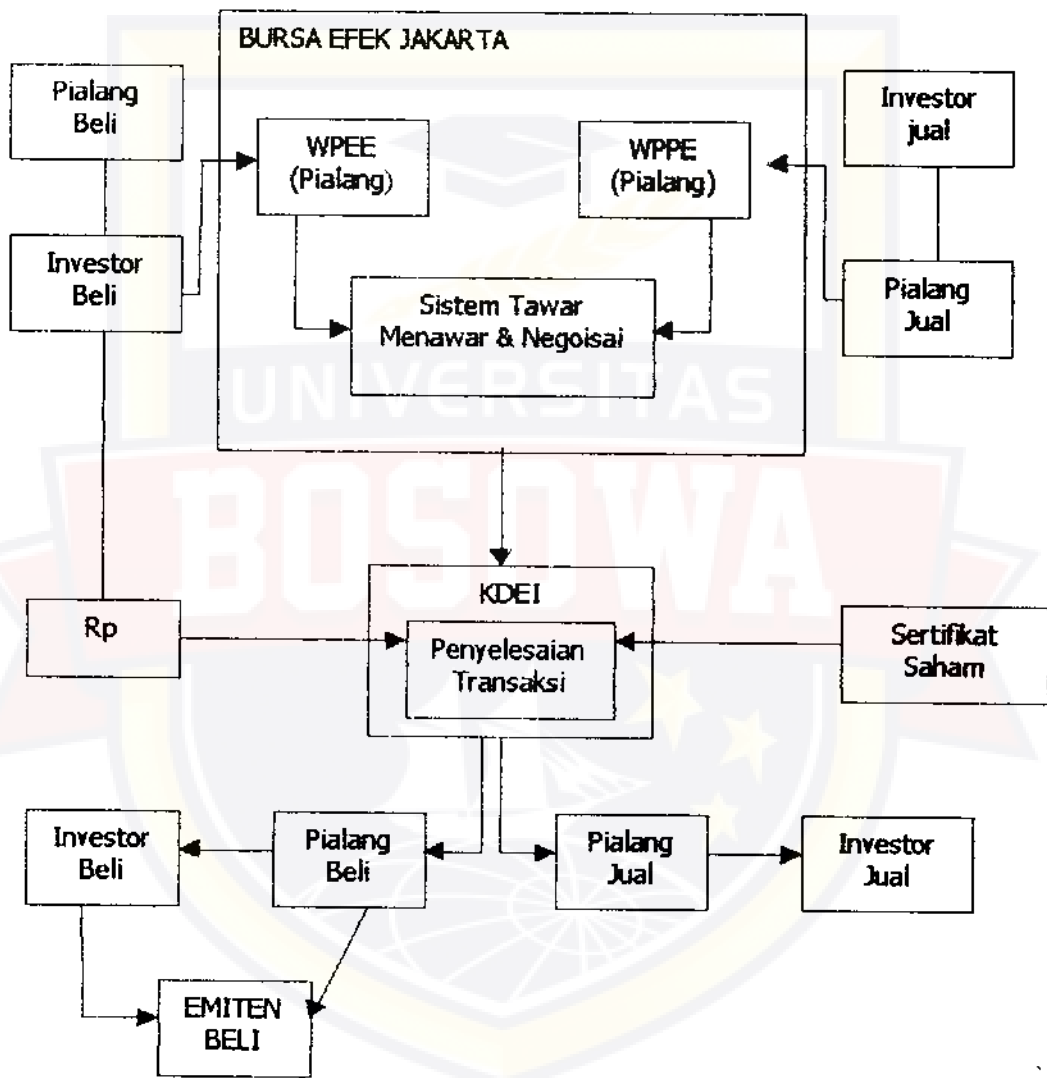 BURSA EFEK JAKARTA
Pialang
Beli
Investor
jual
WPEE
(Pialang)
WPPE
(Pialang)
Investor
Beli
Pialang
Jual
Sistem Tawar
Menawar & Negoisai
UNIVERSITAS
BOSOWA
KDEI
Rp
Penyelesaian
Transaksi
Sertifikat
Saham
Investor
Beli
Pialang
Beli
Pialang
Jual
Investor
Jual
EMITEN
BELI